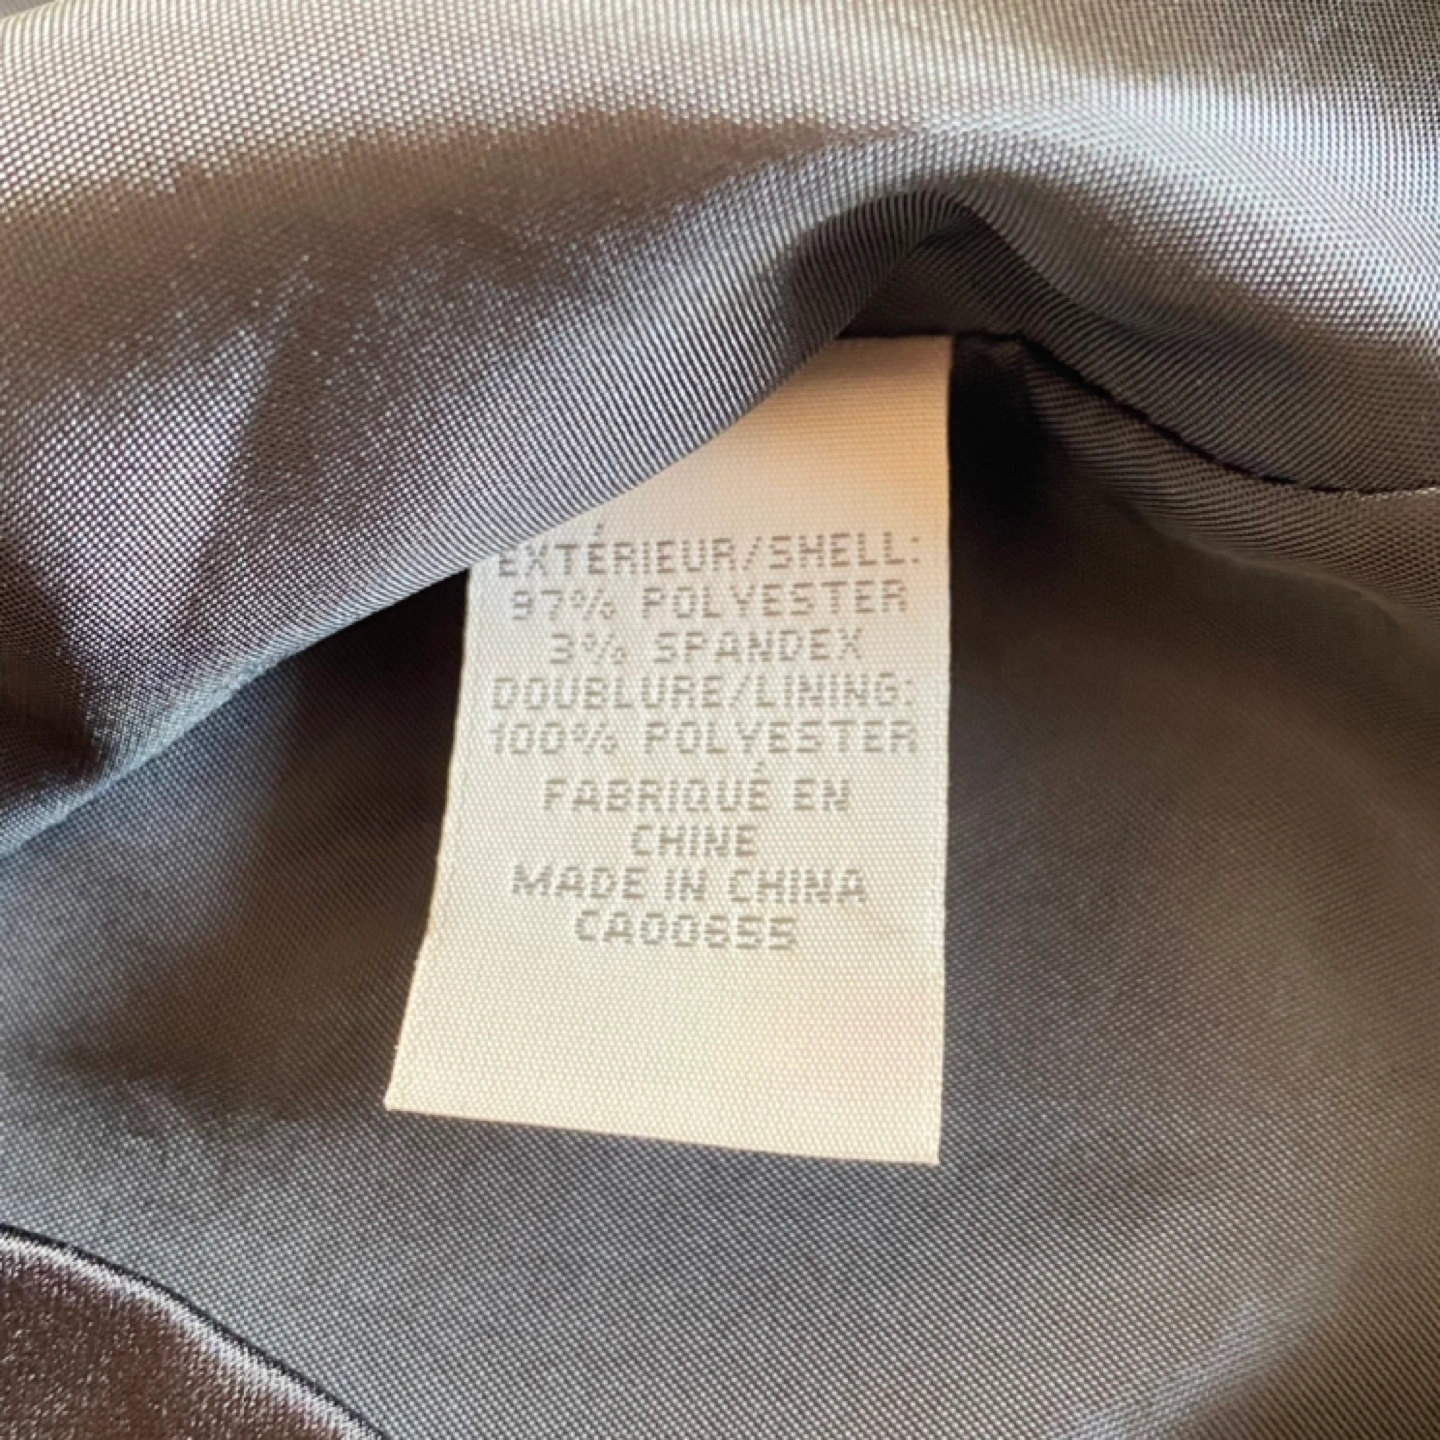 EXTÉRIEUR/SHELL:
97% POLYESTER
3% SPANDEX
DOUBLURE/LINING:
100% POLYESTER
FABRIQUÉ EN
CHINE
MADE IN CHINA
CA00655